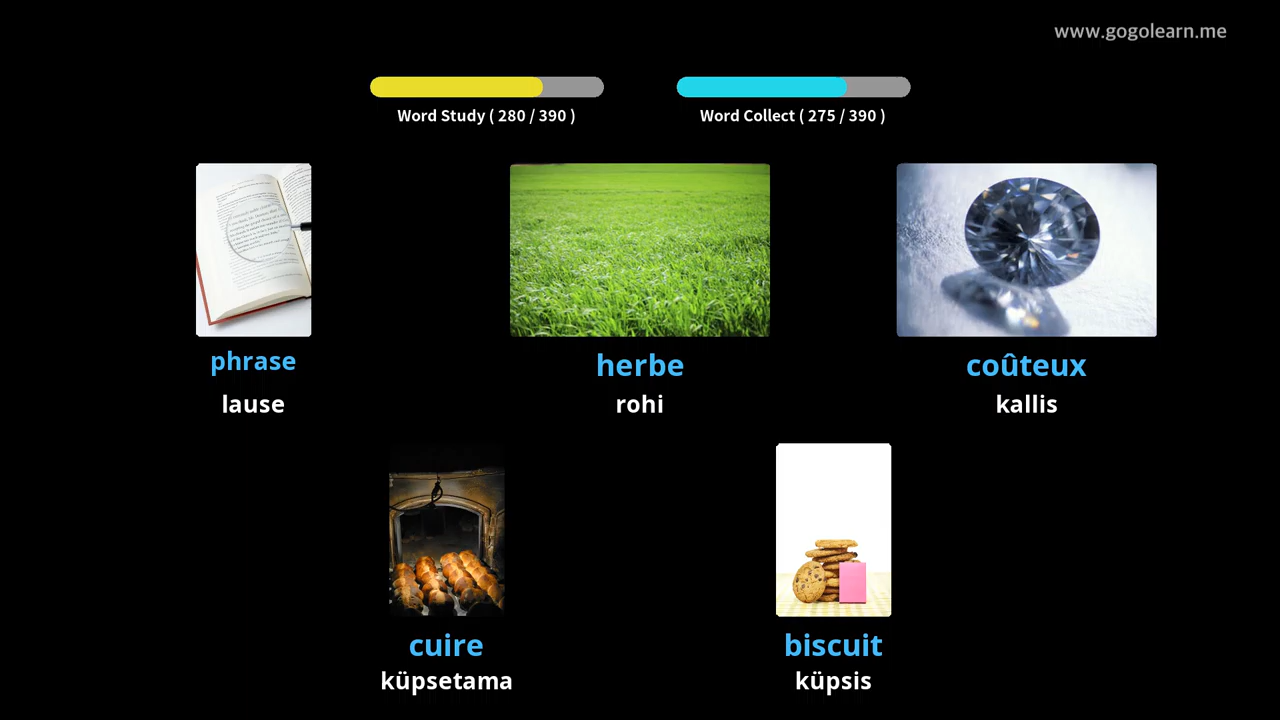 www.gogolearn.me
Word Study ( 280 / 390 )
Word Collect ( 275 / 390 )
phrase
lause
herbe
rohi
coûteux
kallis
cuire
küpsetama
biscuit
küpsis